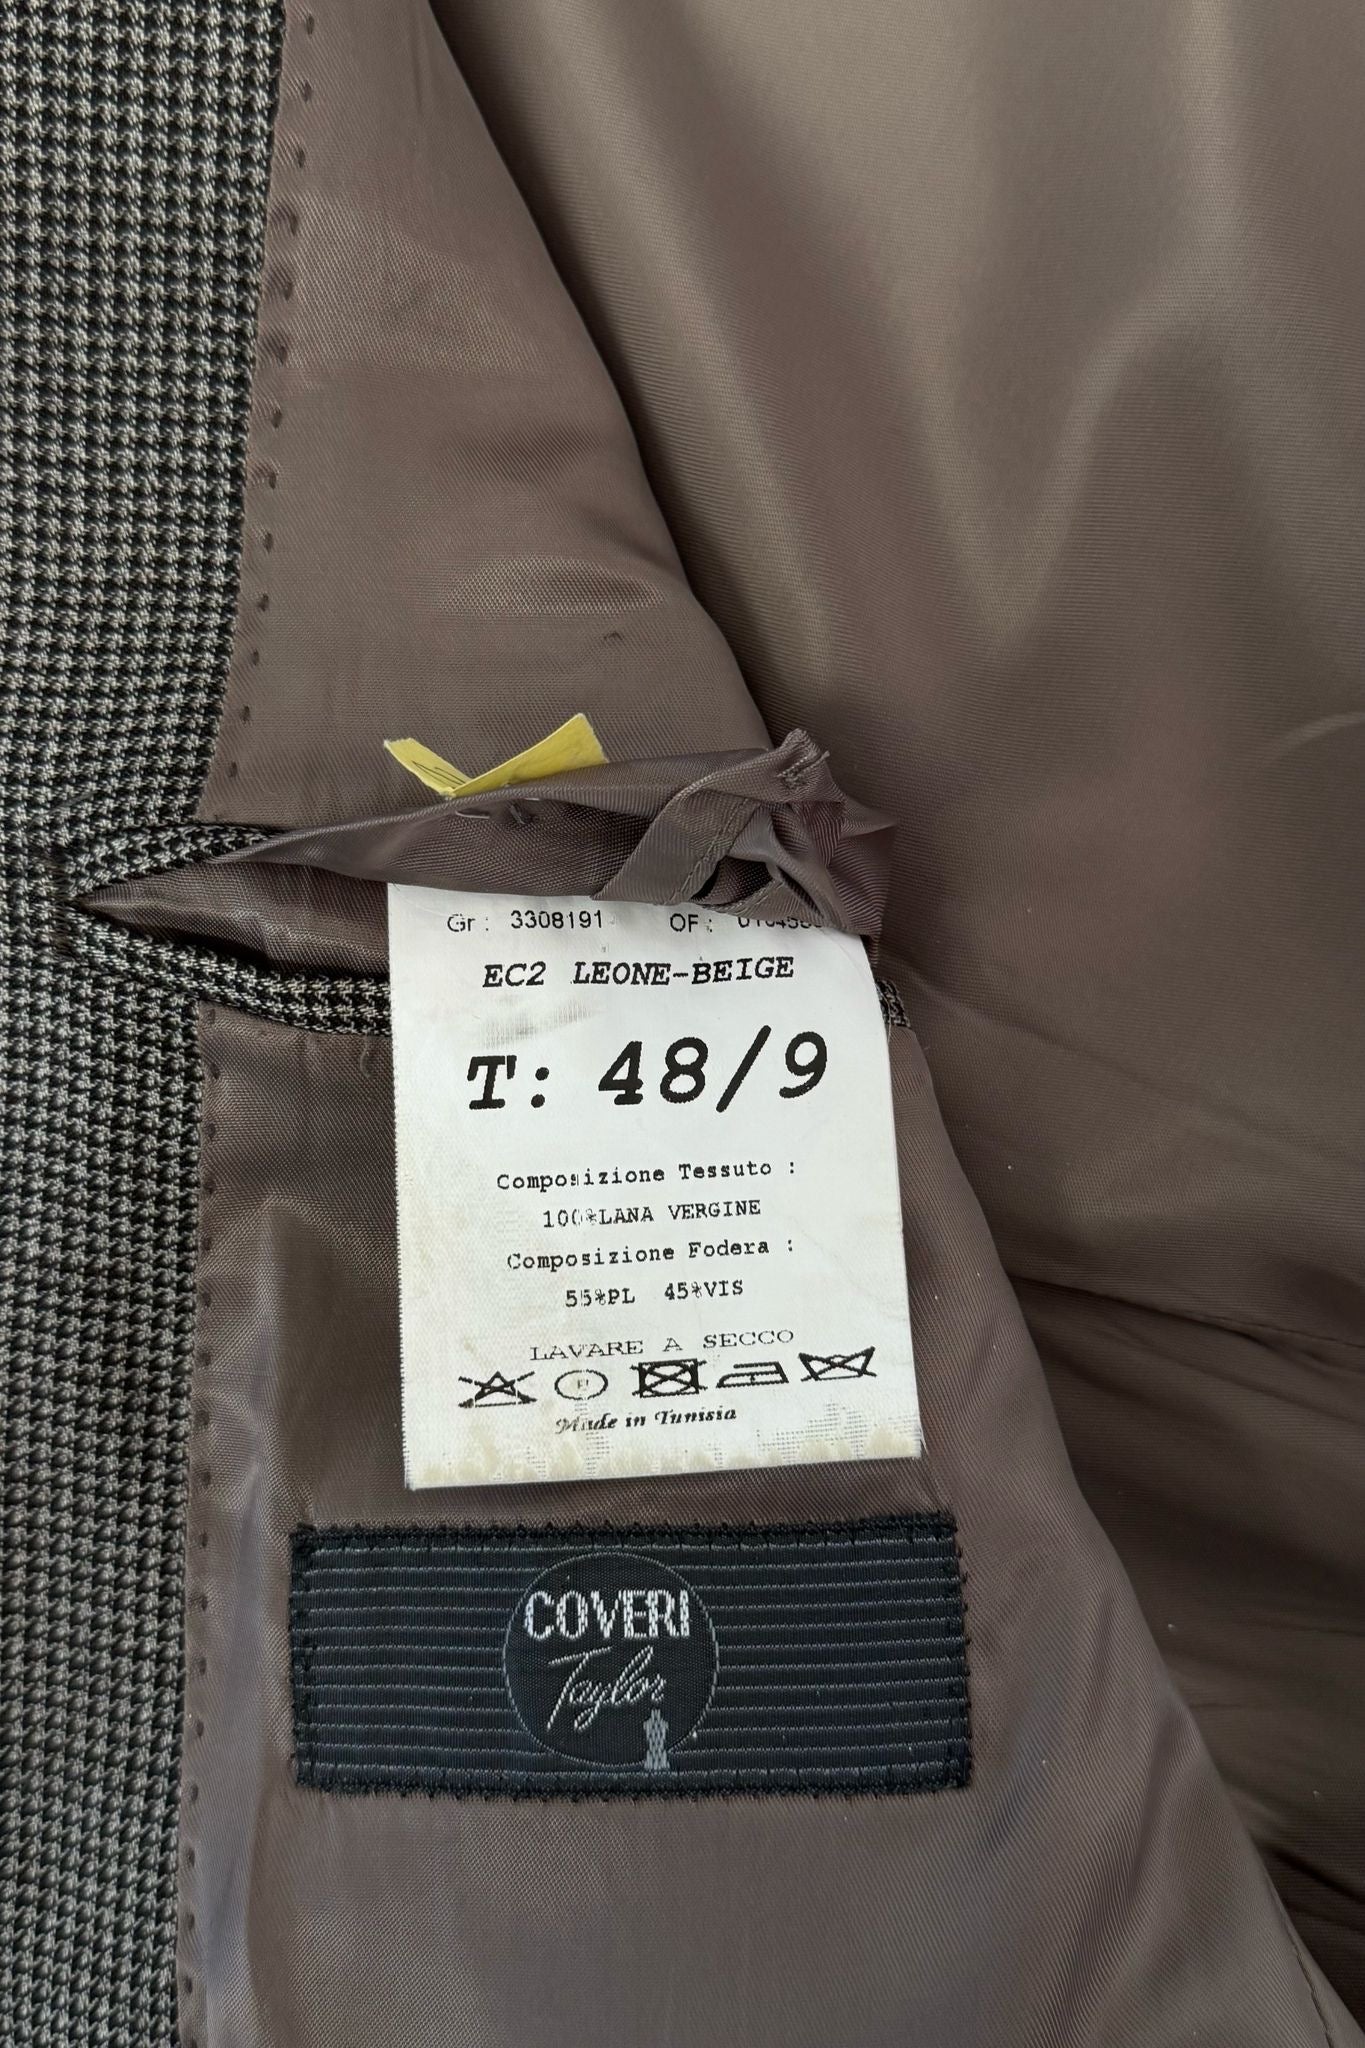 Gr: 3308191 OF:
EC2 LEONE-BEIGE
T: 48/9
Composizione Tessuto :
100%LANA VERGINE
Composizione Fodera :
55%PL 45%VIS
LAVARE A SECCO
Made in Tunisia
COVERI
Taylor